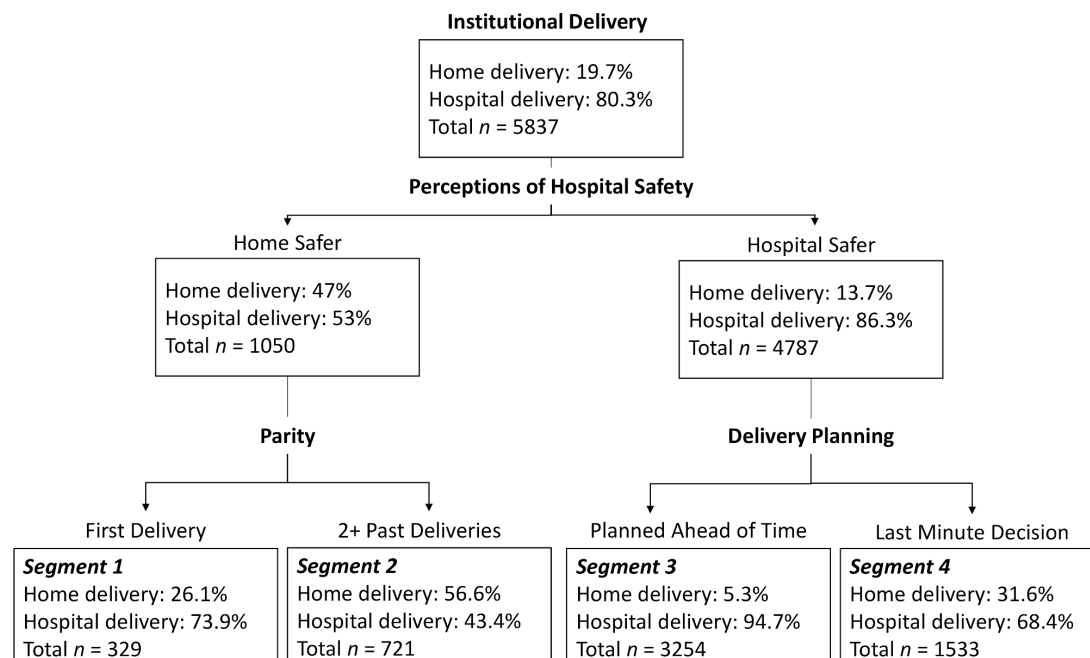 Institutional Delivery
Home delivery: 19.7%
Hospital delivery: 80.3%
Total n = 5837
Perceptions of Hospital Safety
Home Safer
Home delivery: 47%
Hospital delivery: 53%
Total n = 1050
Hospital Safer
Home delivery: 13.7%
Hospital delivery: 86.3%
Total n = 4787
Parity
Delivery Planning
First Delivery
Segment 1
Home delivery: 26.1%
Hospital delivery: 73.9%
Total n = 329
2+ Past Deliveries
Segment 2
Home delivery: 56.6%
Hospital delivery: 43.4%
Total n = 721
Planned Ahead of Time
Segment 3
Home delivery: 5.3%
Hospital delivery: 94.7%
Total n = 3254
Last Minute Decision
Segment 4
Home delivery: 31.6%
Hospital delivery: 68.4%
Total n = 1533